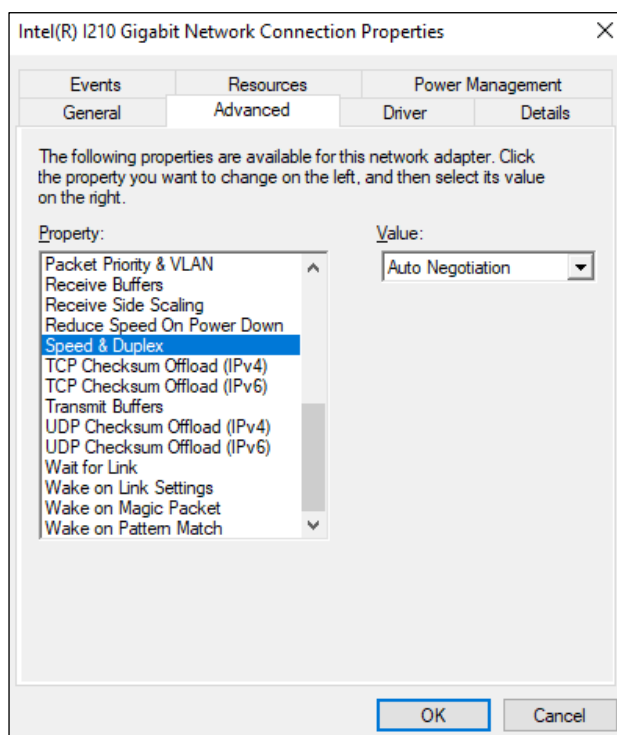 Intel(R) I210 Gigabit Network Connection Properties
Events Resources Power Management
General Advanced Driver Details
The following properties are available for this network adapter. Click
the property you want to change on the left, and then select its value
on the right.
Property: Value:
Packet Priority & VLAN Auto Negotiation
Receive Buffers
Receive Side Scaling
Reduce Speed On Power Down
Speed & Duplex
TCP Checksum Offload (IPv4)
TCP Checksum Offload (IPv6)
Transmit Buffers
UDP Checksum Offload (IPv4)
UDP Checksum Offload (IPv6)
Wait for Link
Wake on Link Settings
Wake on Magic Packet
Wake on Pattern Match
OK Cancel